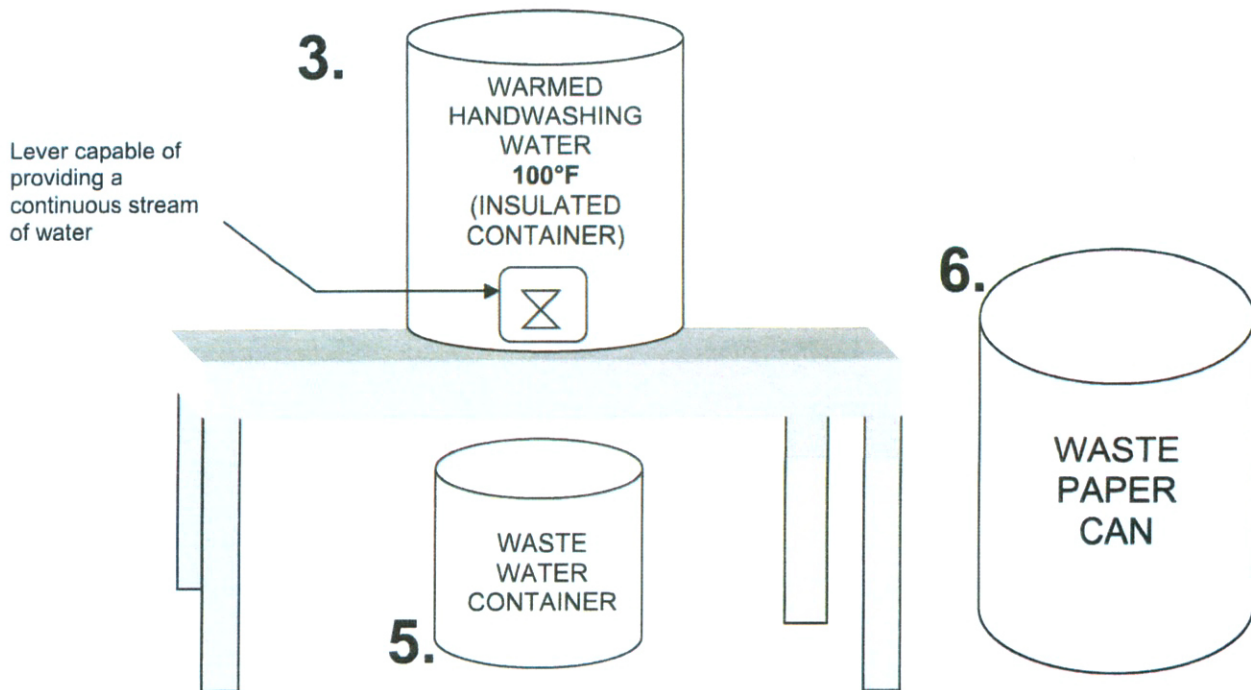 3.
WARMED
HANDWASHING
WATER
100°F
(INSULATED
CONTAINER)
Lever capable of
providing a
continuous stream
of water
6.
WASTE
PAPER
CAN
WASTE
WATER
CONTAINER
5.